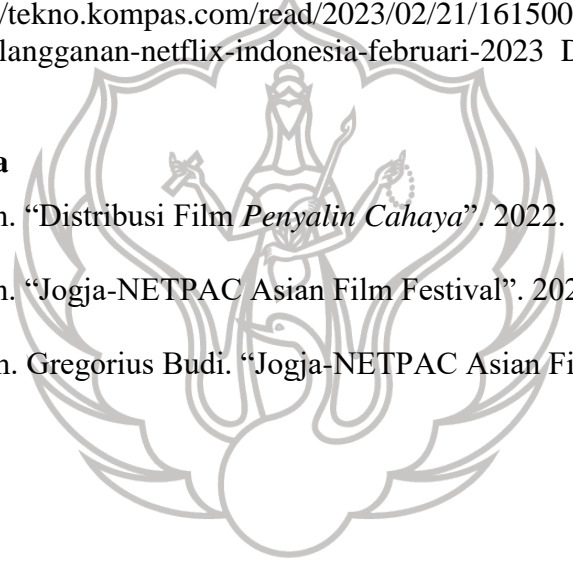 /tekno.kompas.com/read/2023/02/21/161500
langganan-netflix-indonesia-februari-2023 D
a
n. “Distribusi Film Penyalin Cahaya”. 2022.
n. “Jogja-NETPAC Asian Film Festival”. 202
n. Gregorius Budi. “Jogja-NETPAC Asian Fi